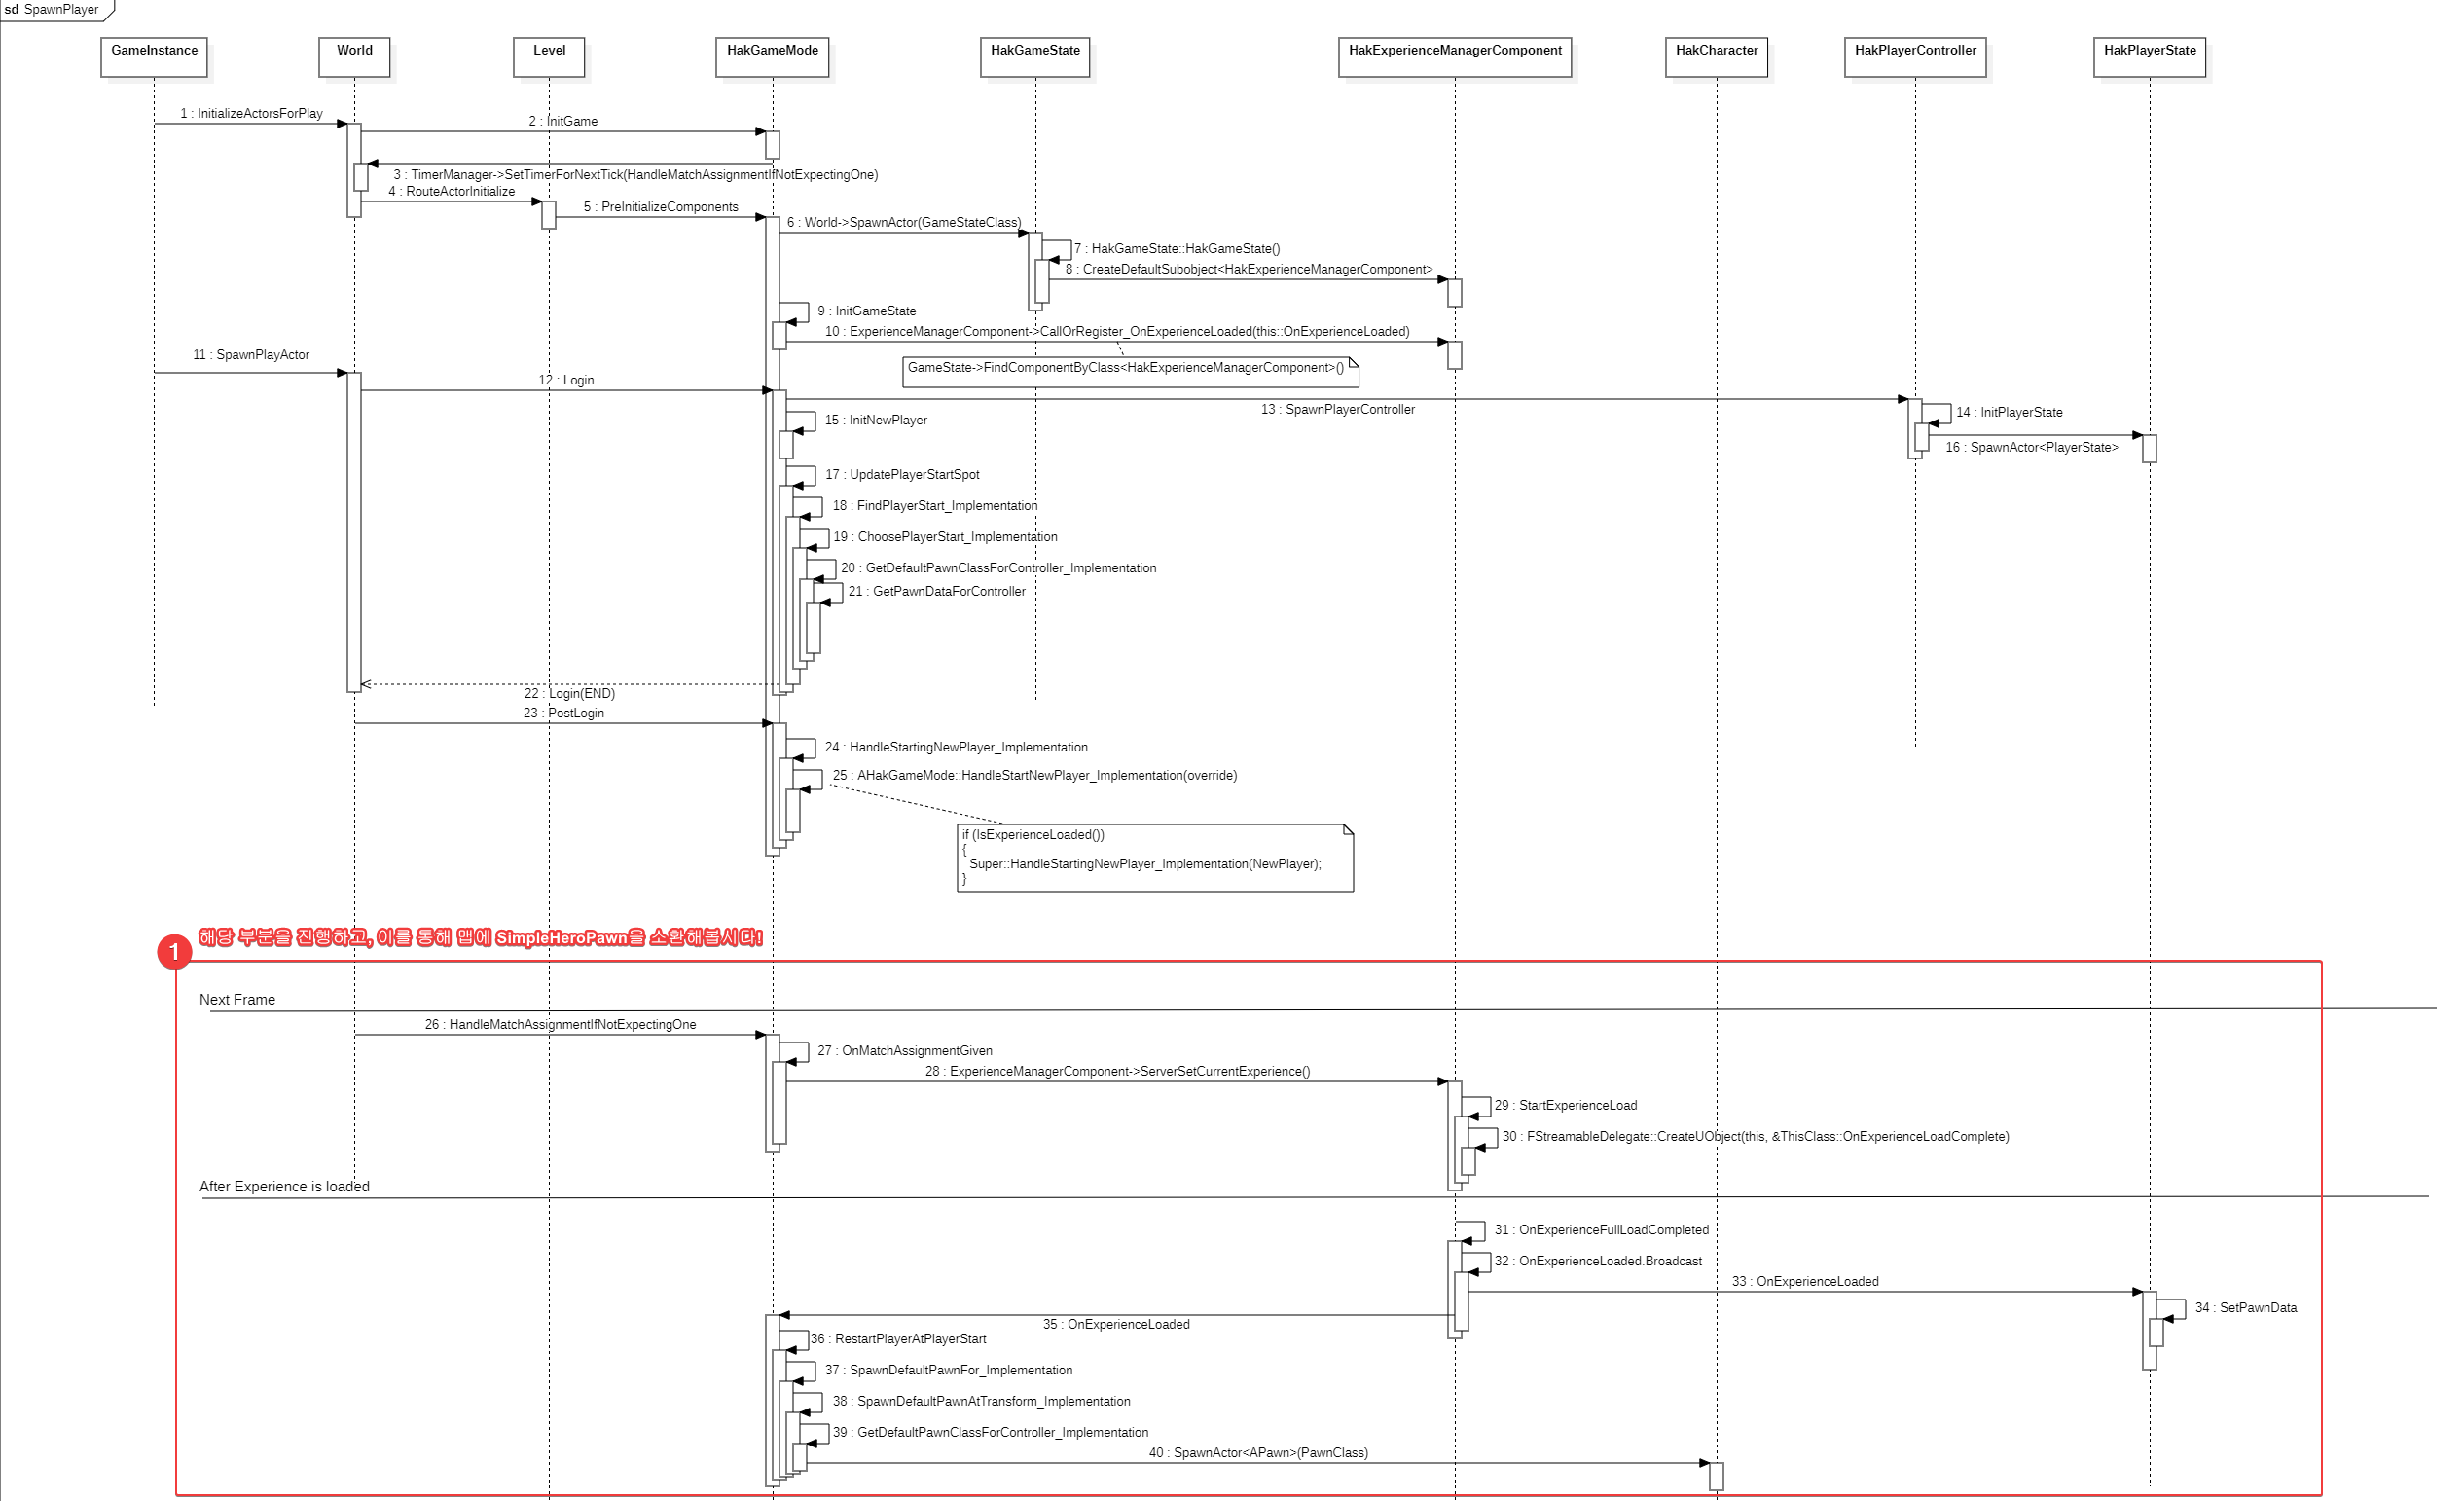 sd SpawnPlayer
GameInstance
World
Level
HakGameMode
HakGameState
HakExperienceManagerComponent
HakCharacter
HakPlayerController
HakPlayerState
1 : InitializeActorsForPlay
2 : InitGame
3 : TimerManager->SetTimerForNextTick(HandleMatchAssignmentIfNotExpectingOne)
4 : RouteActorInitialize
5 : PreInitializeComponents
6 : World->SpawnActor(GameStateClass)
7 : HakGameState::HakGameState()
8 : CreateDefaultSubobject<HakExperienceManagerComponent>
9 : InitGameState
10 : ExperienceManagerComponent->CallOrRegister_OnExperienceLoaded(this::OnExperienceLoaded)
GameState->FindComponentByClass<HakExperienceManagerComponent>()
11 : SpawnPlayActor
12 : Login
13 : SpawnPlayerController
14 : InitPlayerState
15 : InitNewPlayer
16 : SpawnActor<PlayerState>
17 : UpdatePlayerStartSpot
18 : FindPlayerStart_Implementation
19 : ChoosePlayerStart_Implementation
20 : GetDefaultPawnClassForController_Implementation
21 : GetPawnDataForController
22 : Login(END)
23 : PostLogin
24 : HandleStartingNewPlayer_Implementation
25 : AHakGameMode::HandleStartNewPlayer_Implementation(override)
if (IsExperienceLoaded())
{
Super::HandleStartingNewPlayer_Implementation(NewPlayer);
}
1
해당 부분을 진행하고, 이를 통해 맵에 SimpleHeroPawn을 소환해봅시다!
Next Frame
26 : HandleMatchAssignmentIfNotExpectingOne
27 : OnMatchAssignmentGiven
28 : ExperienceManagerComponent->ServerSetCurrentExperience()
29 : StartExperienceLoad
30 : FStreamableDelegate::CreateUObject(this, &ThisClass::OnExperienceLoadComplete)
After Experience is loaded
31 : OnExperienceFullLoadCompleted
32 : OnExperienceLoaded.Broadcast
33 : OnExperienceLoaded
34 : SetPawnData
35 : OnExperienceLoaded
36 : RestartPlayerAtPlayerStart
37 : SpawnDefaultPawnFor_Implementation
38 : SpawnDefaultPawnAtTransform_Implementation
39 : GetDefaultPawnClassForController_Implementation
40 : SpawnActor<APawn>(PawnClass)